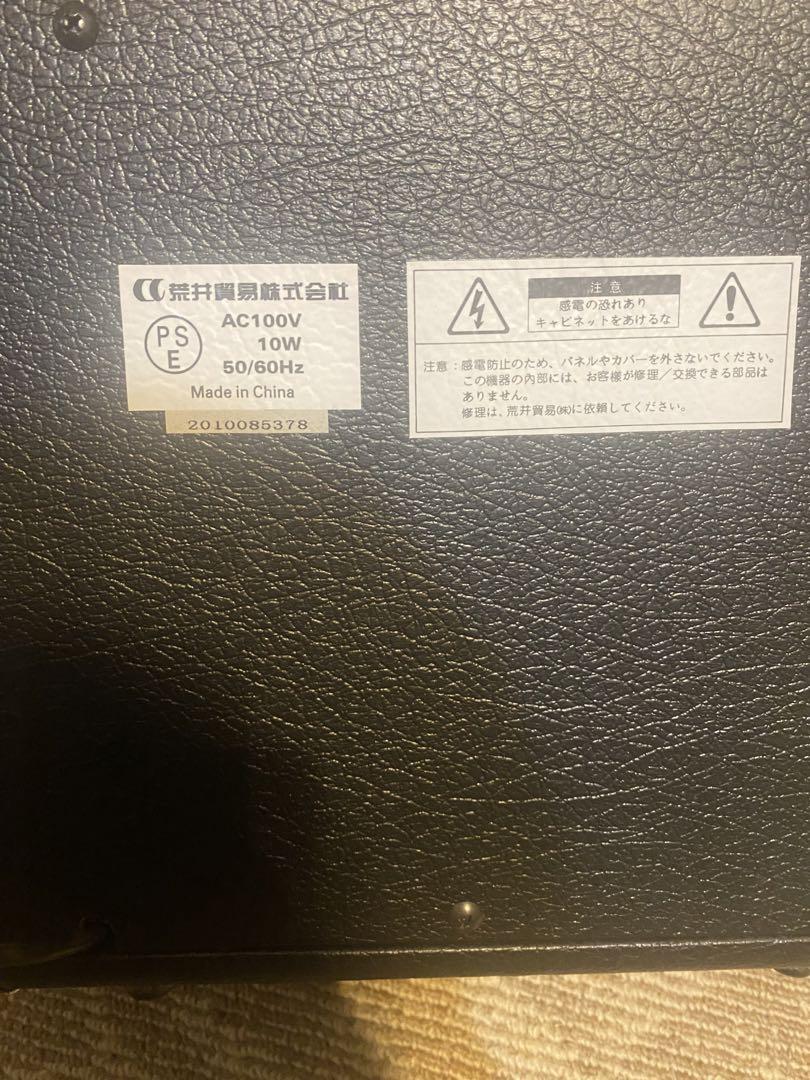 荒井貿易株式会社
PS
E
AC100V
10W
50/60Hz
Made in China
2010085378
注意
感電の恐れあり
キャビネットをあけるな
注意:感電防止のため、パネルやカバーを外さないでください。
この機器の内部には、お客様が修理/交換できる部品は
ありません。
修理は、荒井貿易㈱に依頼してください。